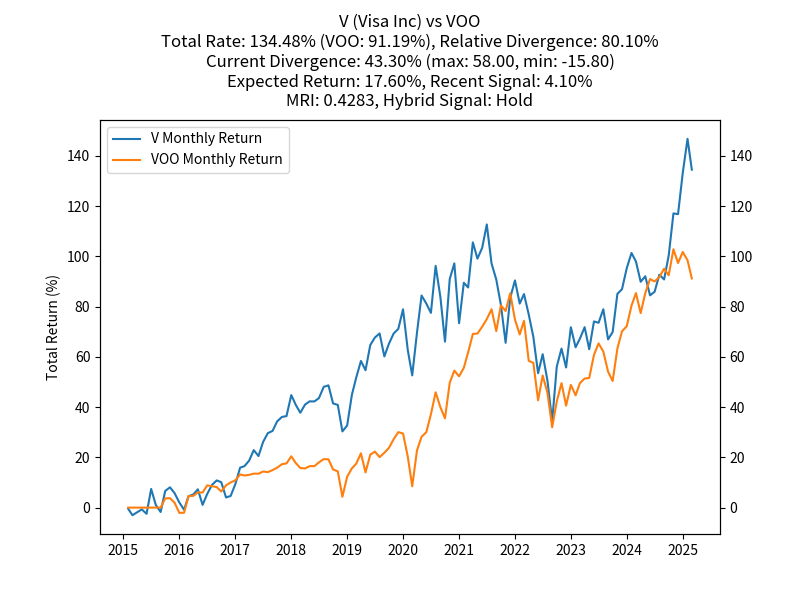 V (Visa Inc) vs VOO
Total Rate: 134.48% (VOO: 91.19%), Relative Divergence: 80.10%
Current Divergence: 43.30% (max: 58.00, min: -15.80)
Expected Return: 17.60%, Recent Signal: 4.10%
MRI: 0.4283, Hybrid Signal: Hold
V Monthly Return
VOO Monthly Return
Total Return (%)
140 140
120 120
100 100
80 80
60 60
40 40
20 20
0 0
2015 2016 2017 2018 2019 2020 2021 2022 2023 2024 2025